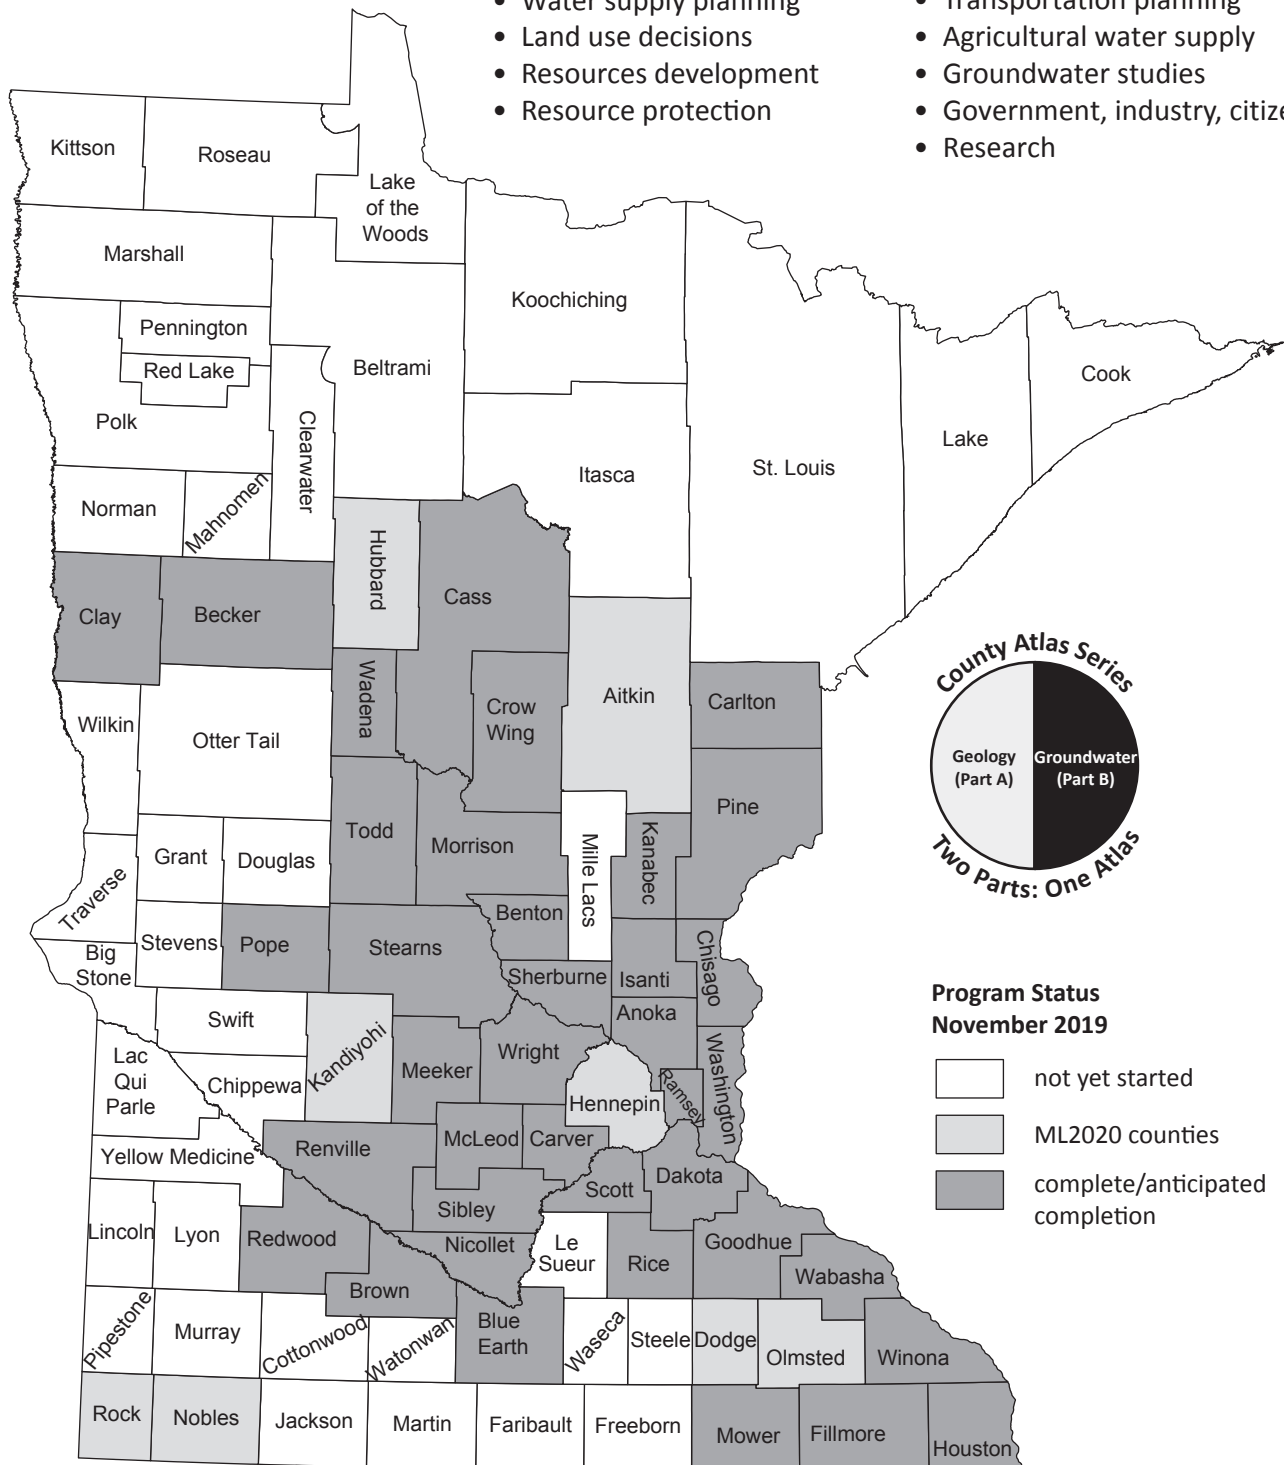 • Water supply planning
• Land use decisions
• Resources development
• Resource protection
• Transportation planning
• Agricultural water supply
• Groundwater studies
• Government, industry,
• Research
Kittson
Roseau
Lake
of the
Woods
Marshall
Koochiching
Pennington
Red Lake
Beltrami
Polk
Clearwater
Cook
Lake
St. Louis
Itasca
Norman
Mahnomen
Hubbard
Cass
Clay
Becker
Wadena
Crow
Wing
Aitkin
Carlton
Wilkin
Otter Tail
Pine
Todd
Morrison
Mille Lacs
Kanabec
Grant
Douglas
Traverse
Benton
Stevens
Pope
Stearns
Big
Stone
Sherburne
Isanti
Chisago
Swift
Anoka
Kandiyohi
Wright
Washington
Lac
Qui
Parle
Chippewa
Meeker
Hennepin
Ramsey
Yellow Medicine
Renville
McLeod
Carver
Dakota
Scott
Sibley
Lincoln
Lyon
Redwood
Nicollet
Le
Sueur
Rice
Goodhue
Wabasha
Brown
Pipestone
Murray
Cottonwood
Watonwan
Blue
Earth
Waseca
Steele
Dodge
Olmsted
Winona
Rock
Nobles
Jackson
Martin
Faribault
Freeborn
Mower
Fillmore
Houston
County Atlas Series
Geology
(Part A)
Groundwater
(Part B)
Two Parts: One Atlas
Program Status
November 2019
not yet started
ML2020 counties
complete/anticipated
completion